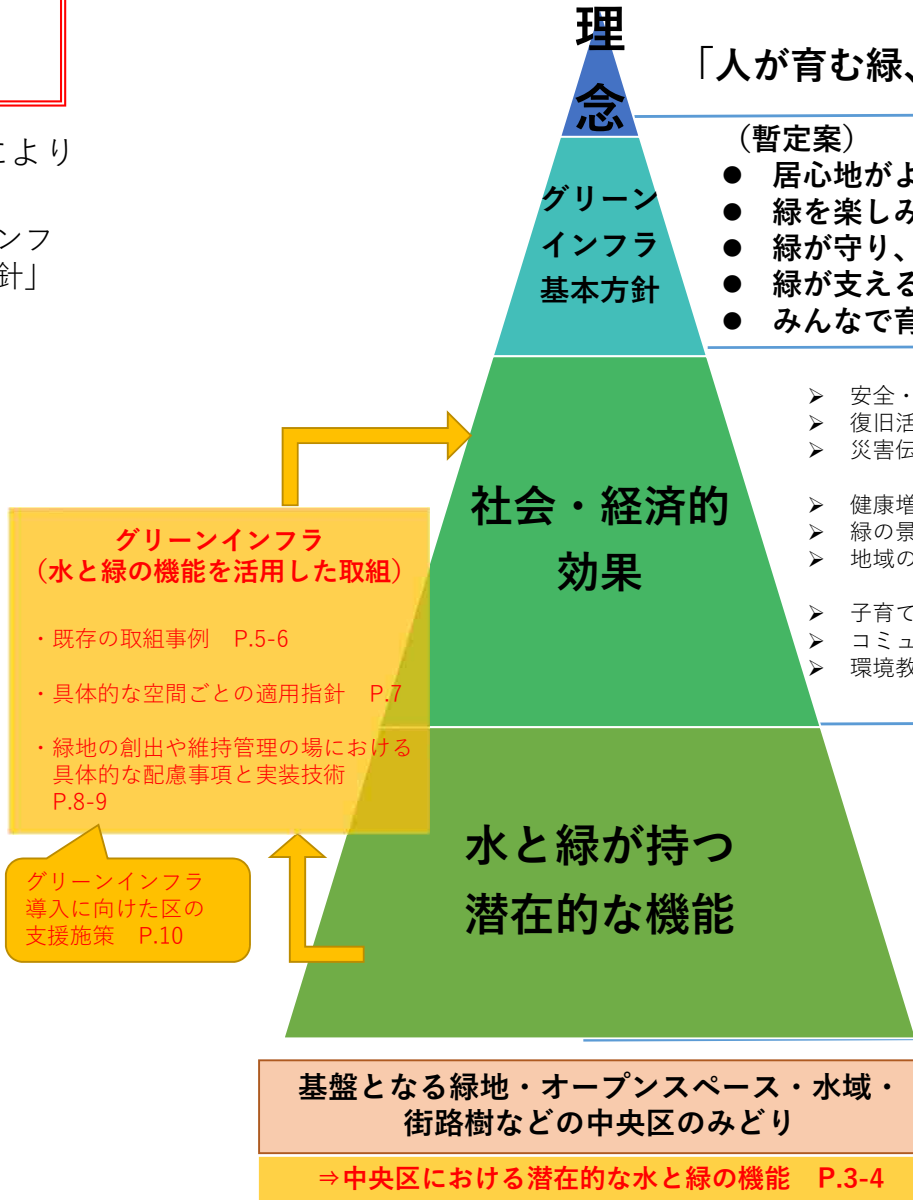 により
ンフ
針」
理
念
「人が育む緑、
（暫定案）
グリーン
インフラ
基本方針
● 居心地がよ
● 緑を楽しみ
● 緑が守り、
● 緑が支える
● みんなで育
社会・経済的
効果
➢ 安全・
➢ 復旧活
➢ 災害伝
➢ 健康増
➢ 緑の景
➢ 地域の
➢ 子育て
➢ コミュ
➢ 環境教
グリーンインフラ
（水と緑の機能を活用した取組）
・既存の取組事例　P.5-6
・具体的な空間ごとの適用指針　P.7
・緑地の創出や維持管理の場における
具体的な配慮事項と実装技術
P.8-9
グリーンインフラ
導入に向けた区の
支援施策　P.10
水と緑が持つ
潜在的な機能
基盤となる緑地・オープンスペース・水域・
街路樹などの中央区のみどり
⇒中央区における潜在的な水と緑の機能　P.3-4